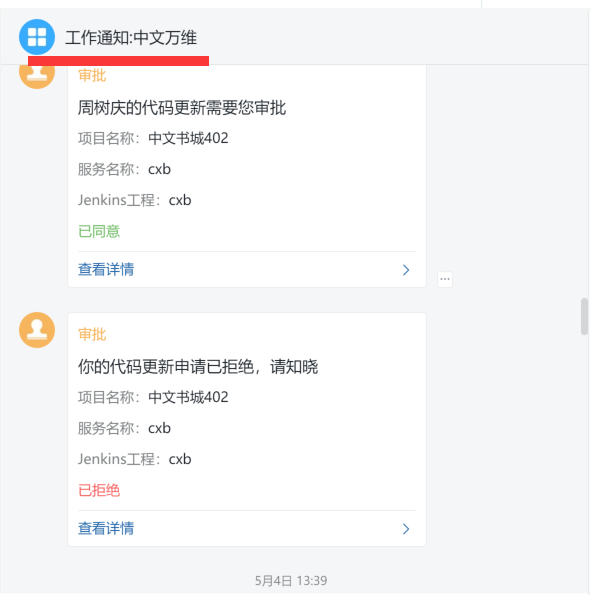 工作通知:中文万维
审批
周树庆的代码更新需要您审批
项目名称：中文书城402
服务名称：cxb
Jenkins工程：cxb
已同意
查看详情
审批
你的代码更新申请已拒绝，请知晓
项目名称：中文书城402
服务名称：cxb
Jenkins工程：cxb
已拒绝
查看详情
5月4日 13:39